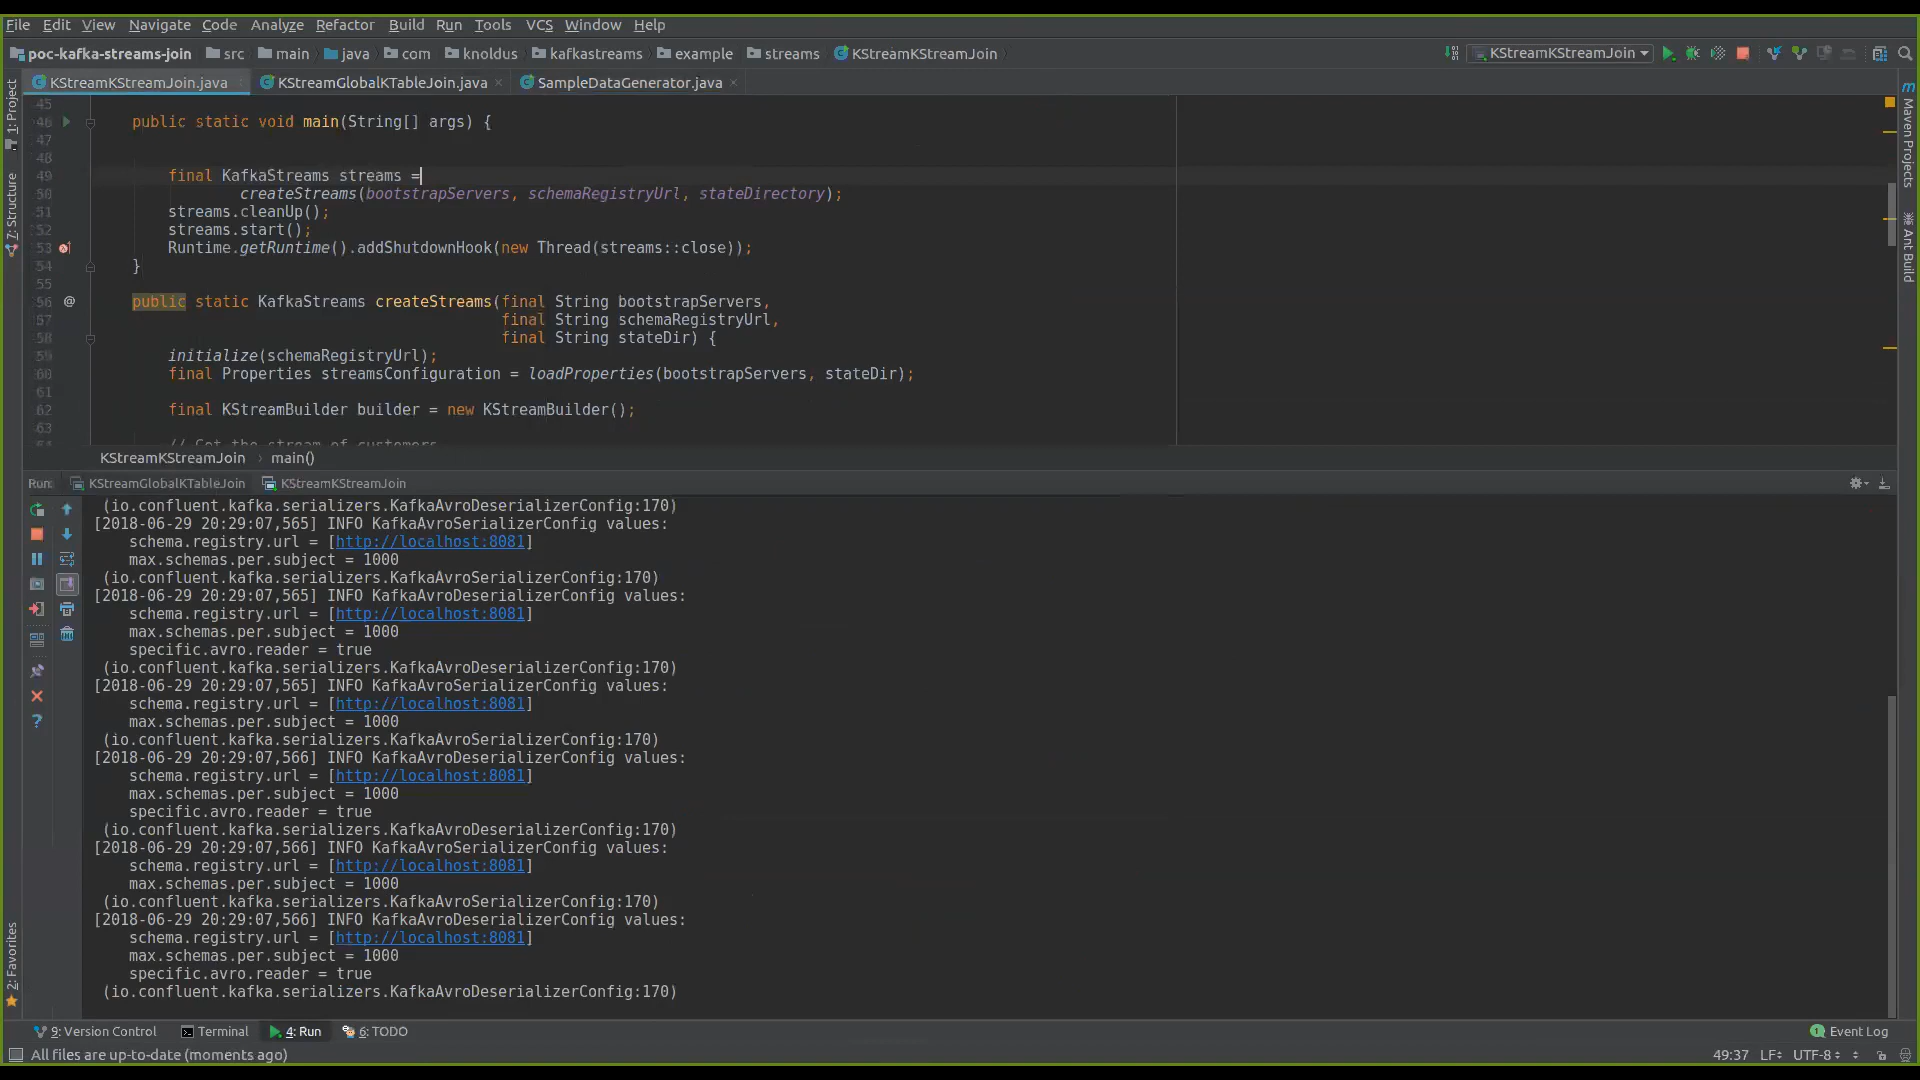 File Edit View Navigate Code Analyze Refactor Build Run Tools VCS Window Help
poc-kafka-streams-join src main java com knoldus kafkastreams example streams KStreamKStreamJoin
KStreamKStreamJoin
KStreamKStreamJoin.java KStreamGlobalKTableJoin.java SampleDataGenerator.java
1: Project
7: Structure
2: Favorites
Maven Projects
Ant Build
45
46 public static void main(String[] args) {
47
48
49 final KafkaStreams streams =
50 createStreams(bootstrapServers, schemaRegistryUrl, stateDirectory);
51 streams.cleanUp();
52 streams.start();
53 Runtime.getRuntime().addShutdownHook(new Thread(streams::close));
54 }
56 @ public static KafkaStreams createStreams(final String bootstrapServers,
57 final String schemaRegistryUrl,
58 final String stateDir) {
59 initialize(schemaRegistryUrl);
60 final Properties streamsConfiguration = loadProperties(bootstrapServers, stateDir);
61
62 final KStreamBuilder builder = new KStreamBuilder();
63
// Get the stream of customers
KStreamKStreamJoin › main()
Run: KStreamGlobalKTableJoin KStreamKStreamJoin
(io.confluent.kafka.serializers.KafkaAvroDeserializerConfig:170)
[2018-06-29 20:29:07,565] INFO KafkaAvroSerializerConfig values:
schema.registry.url = [http://localhost:8081]
max.schemas.per.subject = 1000
(io.confluent.kafka.serializers.KafkaAvroSerializerConfig:170)
[2018-06-29 20:29:07,565] INFO KafkaAvroDeserializerConfig values:
schema.registry.url = [http://localhost:8081]
max.schemas.per.subject = 1000
specific.avro.reader = true
(io.confluent.kafka.serializers.KafkaAvroDeserializerConfig:170)
[2018-06-29 20:29:07,565] INFO KafkaAvroSerializerConfig values:
schema.registry.url = [http://localhost:8081]
max.schemas.per.subject = 1000
(io.confluent.kafka.serializers.KafkaAvroSerializerConfig:170)
[2018-06-29 20:29:07,566] INFO KafkaAvroDeserializerConfig values:
schema.registry.url = [http://localhost:8081]
max.schemas.per.subject = 1000
specific.avro.reader = true
(io.confluent.kafka.serializers.KafkaAvroDeserializerConfig:170)
[2018-06-29 20:29:07,566] INFO KafkaAvroSerializerConfig values:
schema.registry.url = [http://localhost:8081]
max.schemas.per.subject = 1000
(io.confluent.kafka.serializers.KafkaAvroSerializerConfig:170)
[2018-06-29 20:29:07,566] INFO KafkaAvroDeserializerConfig values:
schema.registry.url = [http://localhost:8081]
max.schemas.per.subject = 1000
specific.avro.reader = true
(io.confluent.kafka.serializers.KafkaAvroDeserializerConfig:170)
9: Version Control Terminal 4: Run 6: TODO 1 Event Log
All files are up-to-date (moments ago) 49:37 LF UTF-8